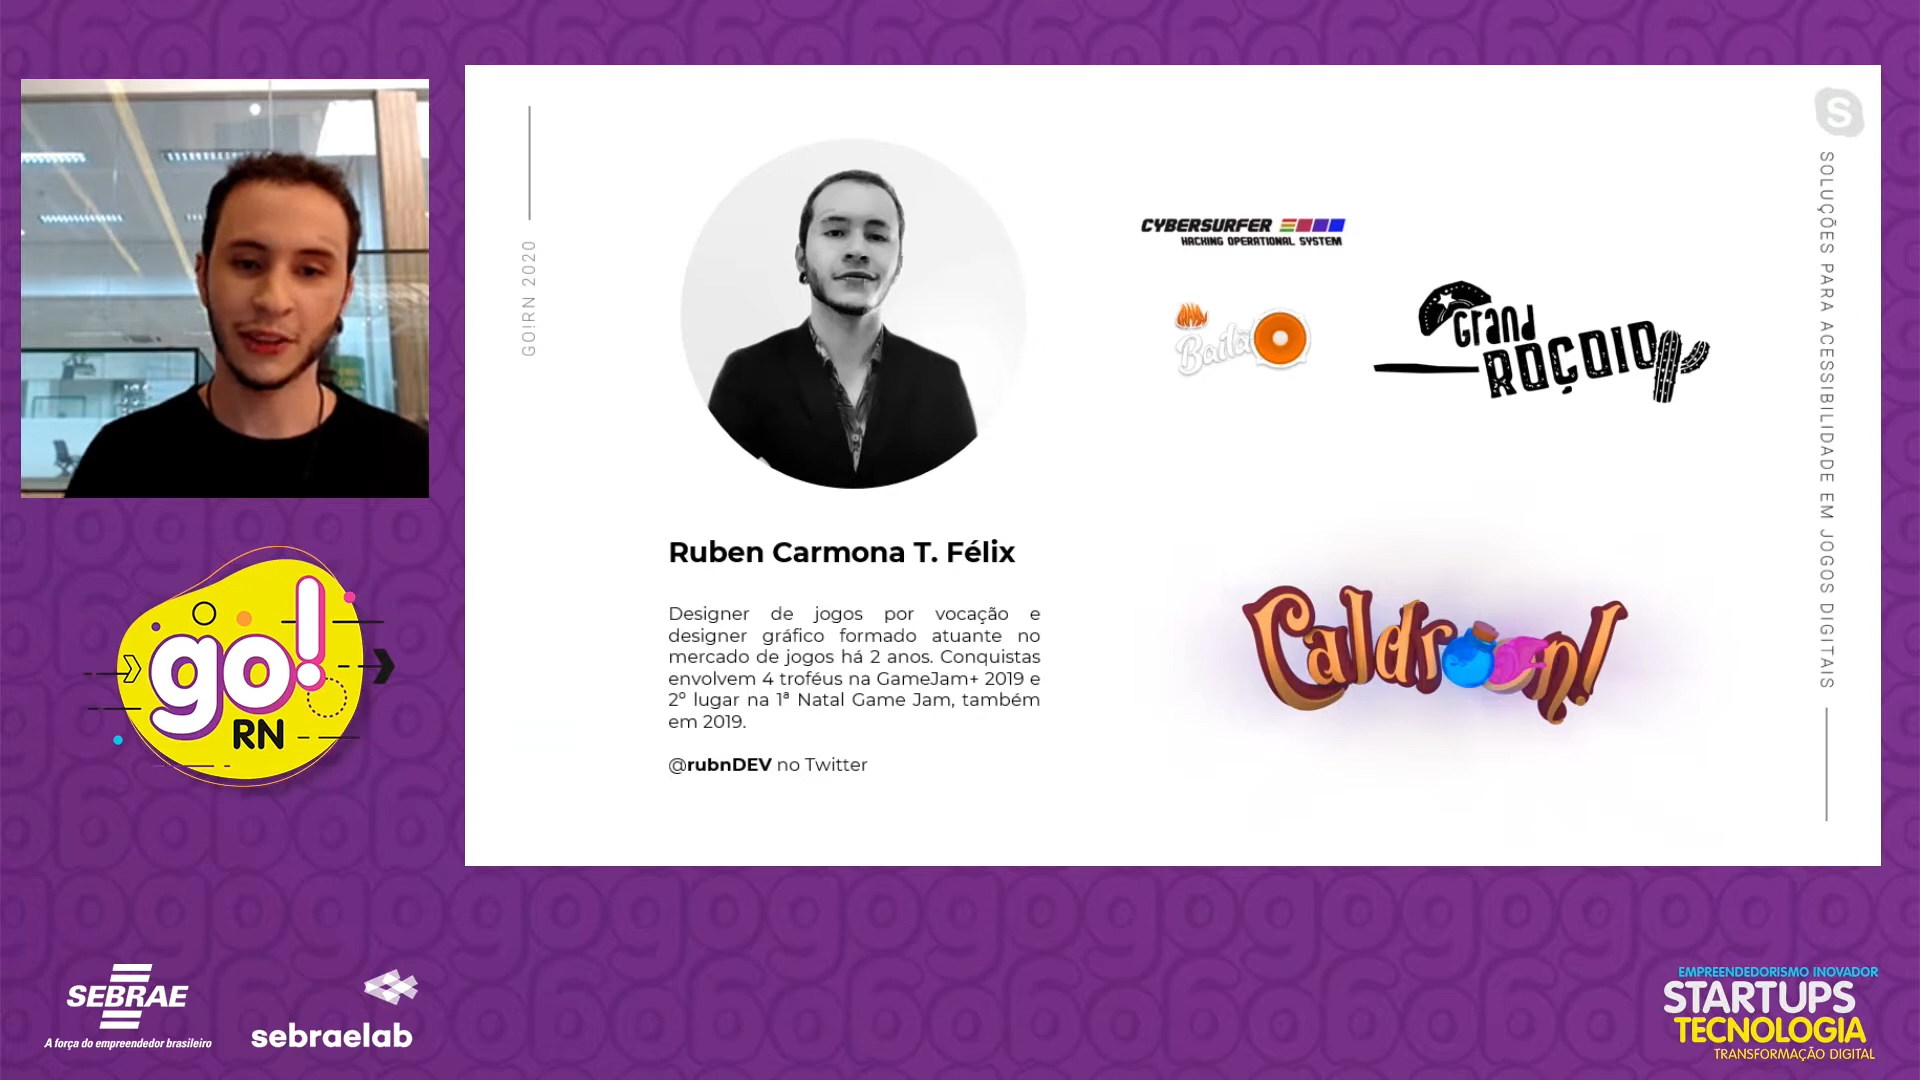 GO!RN 2020
Ruben Carmona T. Félix
Designer de jogos por vocação e
designer gráfico formado atuante no
mercado de jogos há 2 anos. Conquistas
envolvem 4 troféus na GameJam+ 2019 e
2º lugar na 1ª Natal Game Jam, também
em 2019.
@rubnDEV no Twitter
CYBERSURFER
HACKING OPERATIONAL SYSTEM
Bailão
Grand
ROÇOIO
Caldroon!
S
SOLUÇÕES PARA ACESSIBILIDADE EM JOGOS DIGITAIS
go!
RN
SEBRAE
A força do empreendedor brasileiro
sebraelab
EMPREENDEDORISMO INOVADOR
STARTUPS
TECNOLOGIA
TRANSFORMAÇÃO DIGITAL